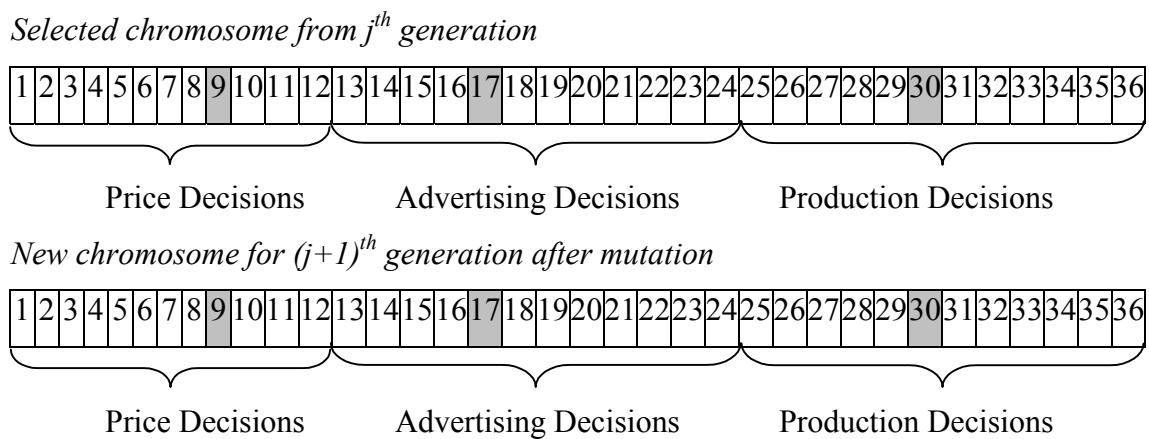 Selected chromosome from jth generation
1 2 3 4 5 6 7 8 9 10 11 12 13 14 15 16 17 18 19 20 21 22 23 24 25 26 27 28 29 30 31 32 33 34 35 36
Price Decisions Advertising Decisions Production Decisions
New chromosome for (j+1)th generation after mutation
1 2 3 4 5 6 7 8 9 10 11 12 13 14 15 16 17 18 19 20 21 22 23 24 25 26 27 28 29 30 31 32 33 34 35 36
Price Decisions Advertising Decisions Production Decisions